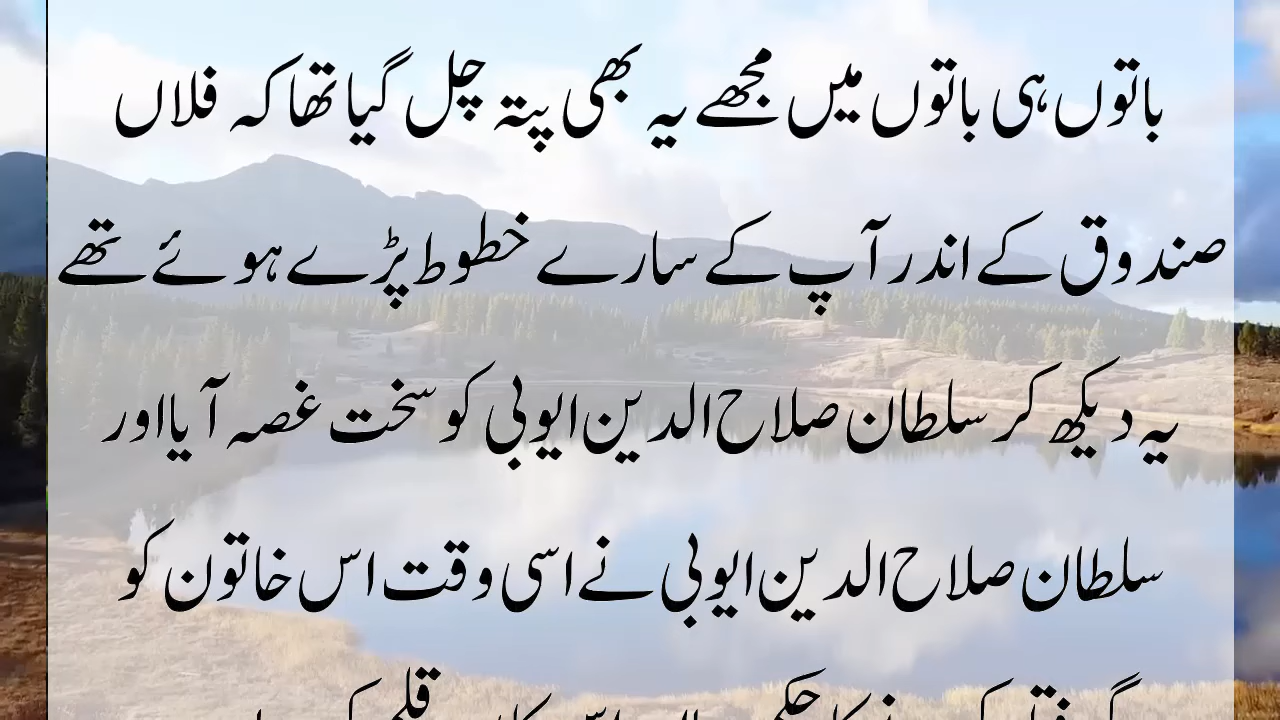 باتوں ہی باتوں میں مجھے یہ بھی پتہ چل گیا تھا کہ فلاں
صندوق کے اندر آپ کے سارے خطوط پڑے ہوئے تھے
یہ دیکھ کر سلطان صلاح الدین ایوبی کو سخت غصہ آیا اور
سلطان صلاح الدین ایوبی نے اسی وقت اس خاتون کو